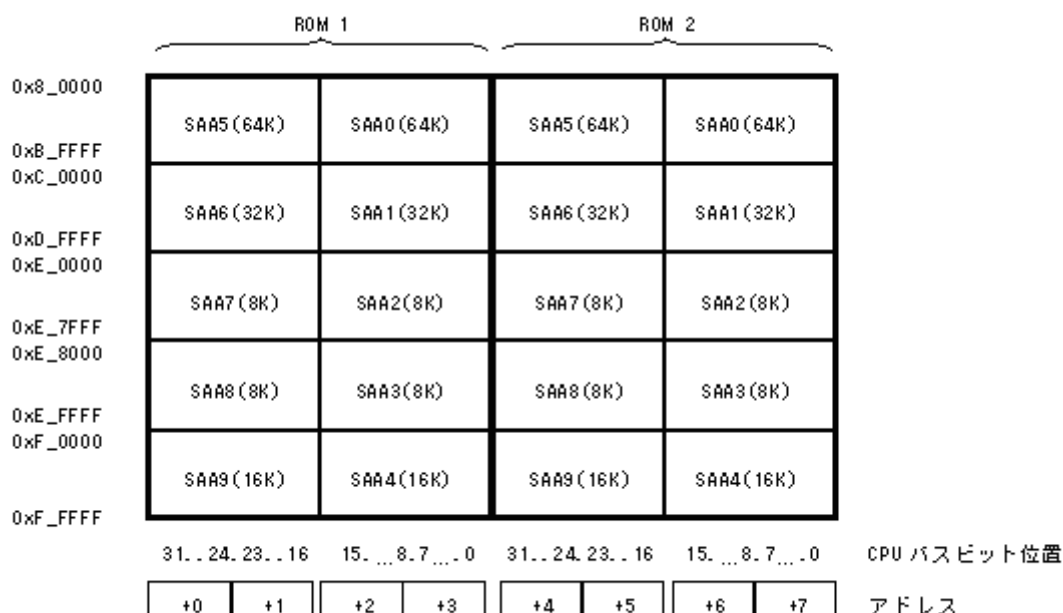 ROM 1 ROM 2
0x8_0000
SAA5(64K) SAA0(64K) SAA5(64K) SAA0(64K)
0xB_FFFF
0xC_0000
SAA6(32K) SAA1(32K) SAA6(32K) SAA1(32K)
0xD_FFFF
0xE_0000
SAA7(8K) SAA2(8K) SAA7(8K) SAA2(8K)
0xE_7FFF
0xE_8000
SAA8(8K) SAA3(8K) SAA8(8K) SAA3(8K)
0xE_FFFF
0xF_0000
SAA9(16K) SAA4(16K) SAA9(16K) SAA4(16K)
0xF_FFFF
31..24.23..16 15. ...8.7....0 31..24.23..16 15. ...8.7....0 CPU バスビット位置
+0 +1 +2 +3 +4 +5 +6 +7 アドレス